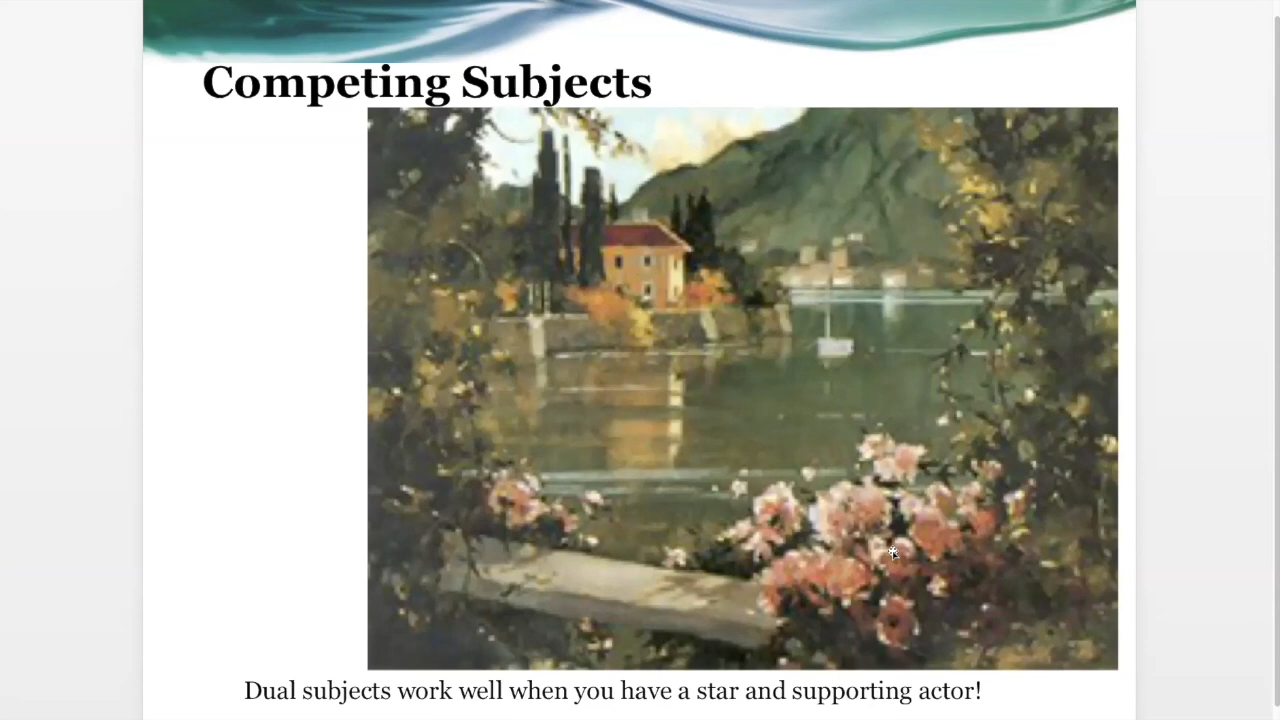 Competing Subjects
Dual subjects work well when you have a star and supporting actor!